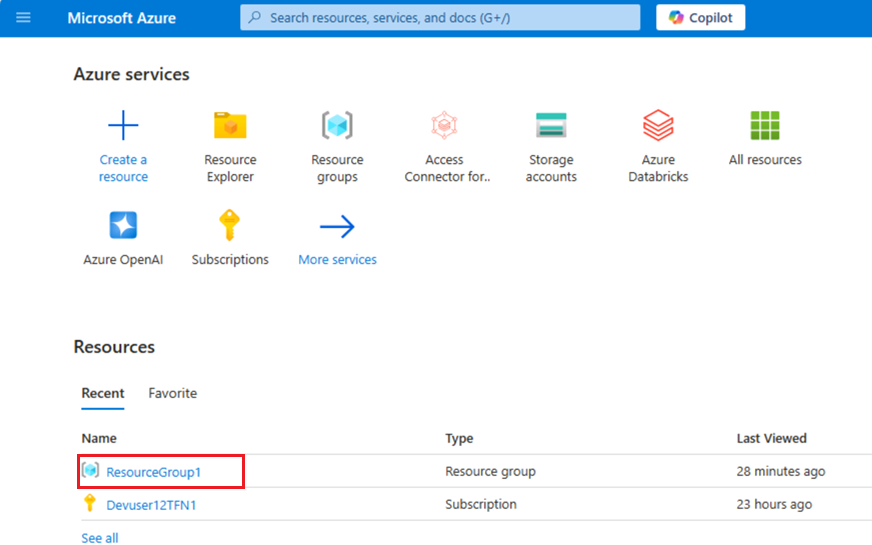 Microsoft Azure
Search resources, services, and docs (G+/)
Copilot
Azure services
Create a
resource
Resource
Explorer
Resource
groups
Access
Connector for..
Storage
accounts
Azure
Databricks
All resources
Azure OpenAI
Subscriptions
More services
Resources
Recent Favorite
Name Type Last Viewed
ResourceGroup1 Resource group 28 minutes ago
Devuser12TFN1 Subscription 23 hours ago
See all